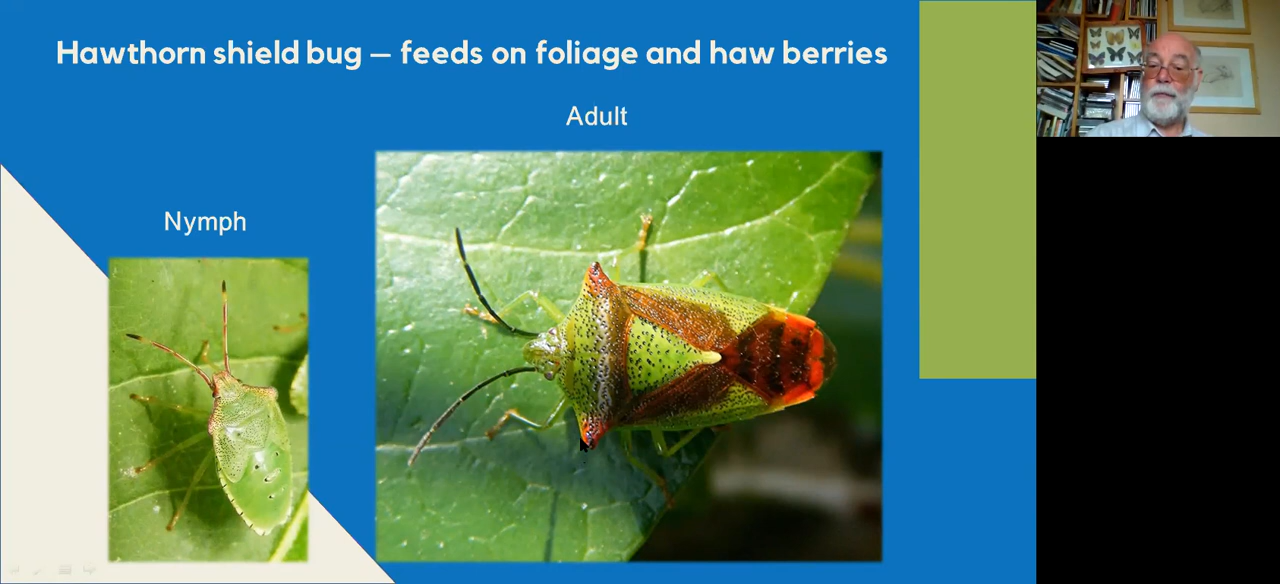 Hawthorn shield bug – feeds on foliage and haw berries
Adult
Nymph